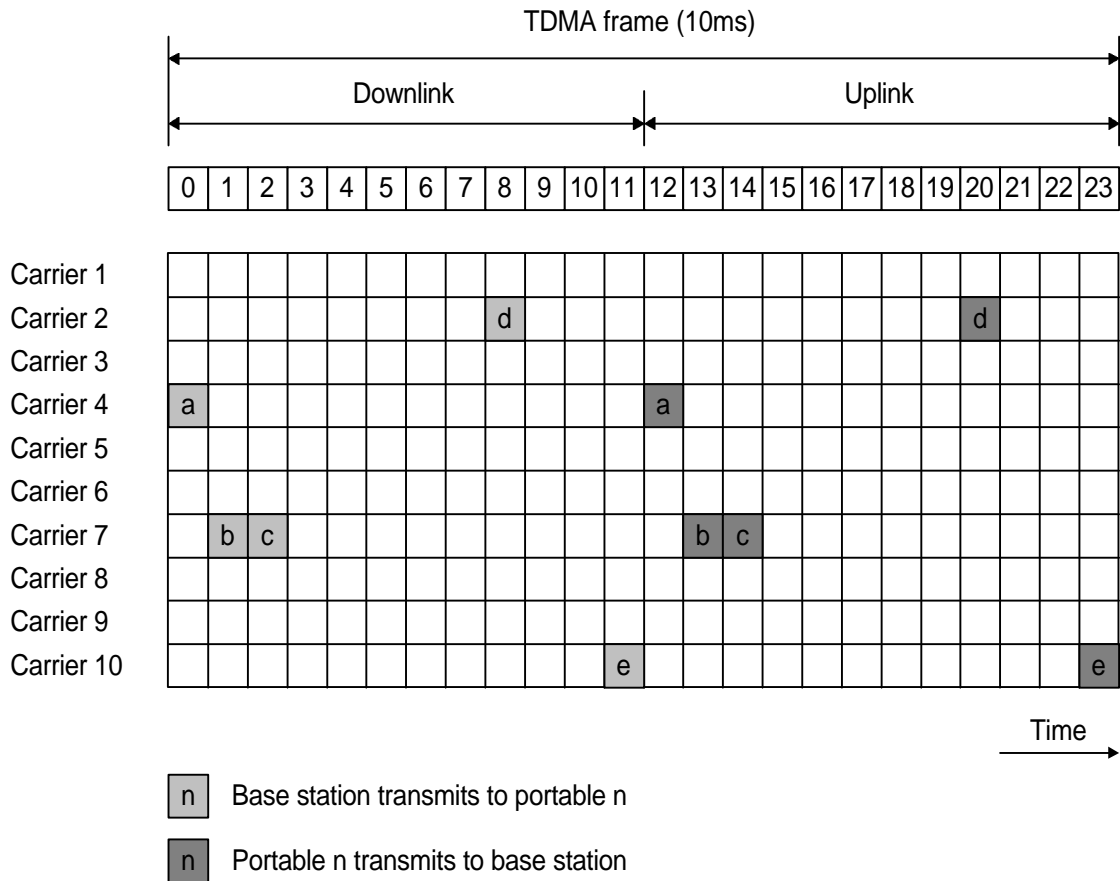 TDMA frame (10ms)
Downlink Uplink
0 1 2 3 4 5 6 7 8 9 10 11 12 13 14 15 16 17 18 19 20 21 22 23
Carrier 1
Carrier 2 d d
Carrier 3
Carrier 4 a a
Carrier 5
Carrier 6
Carrier 7 b c b c
Carrier 8
Carrier 9
Carrier 10 e e
Time
n Base station transmits to portable n
n Portable n transmits to base station